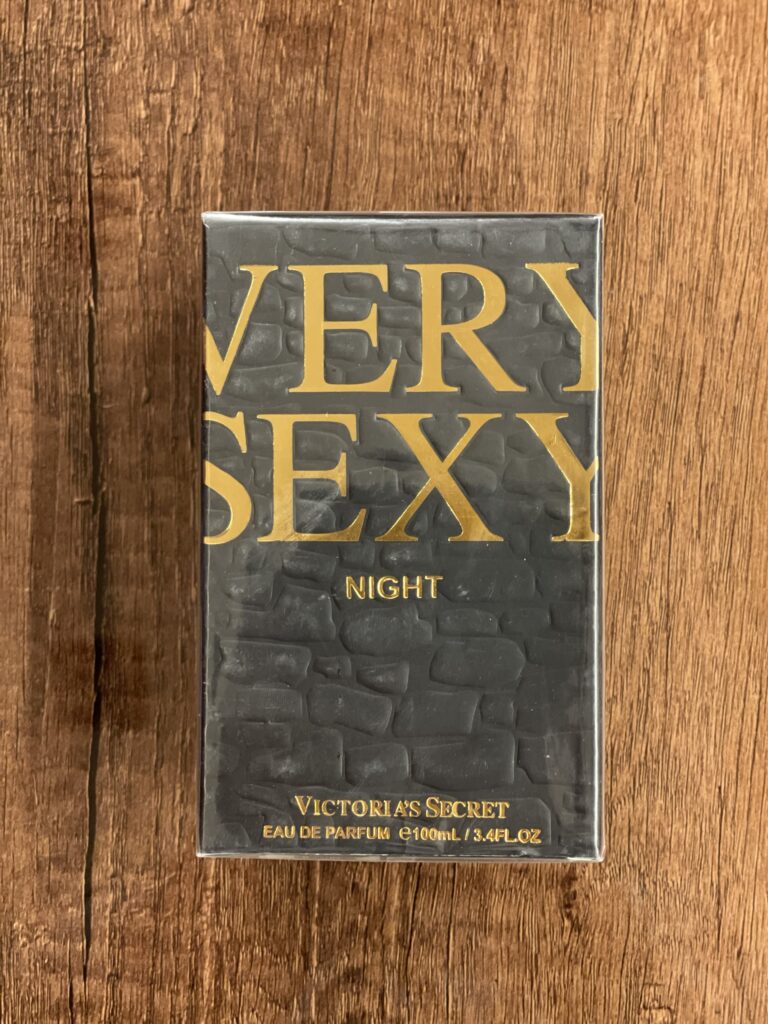 VERY
SEXY
NIGHT
VICTORIA'S SECRET
EAU DE PARFUM ℮100mL / 3.4FL.OZ